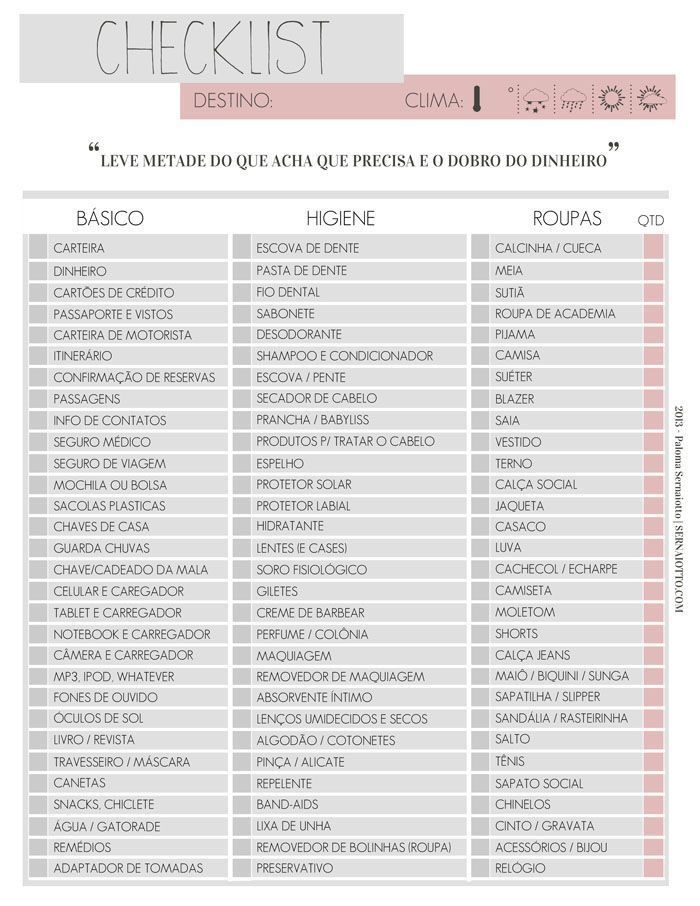 CHECKLIST
DESTINO:
CLIMA: °
“LEVE METADE DO QUE ACHA QUE PRECISA E O DOBRO DO DINHEIRO”
BÁSICO
CARTEIRA
DINHEIRO
CARTÕES DE CRÉDITO
PASSAPORTE E VISTOS
CARTEIRA DE MOTORISTA
ITINERÁRIO
CONFIRMAÇÃO DE RESERVAS
PASSAGENS
INFO DE CONTATOS
SEGURO MÉDICO
SEGURO DE VIAGEM
MOCHILA OU BOLSA
SACOLAS PLASTICAS
CHAVES DE CASA
GUARDA CHUVAS
CHAVE/CADEADO DA MALA
CELULAR E CAREGADOR
TABLET E CARREGADOR
NOTEBOOK E CARREGADOR
CÂMERA E CARREGADOR
MP3, IPOD, WHATEVER
FONES DE OUVIDO
ÓCULOS DE SOL
LIVRO / REVISTA
TRAVESSEIRO / MÁSCARA
CANETAS
SNACKS, CHICLETE
ÁGUA / GATORADE
REMÉDIOS
ADAPTADOR DE TOMADAS
HIGIENE
ESCOVA DE DENTE
PASTA DE DENTE
FIO DENTAL
SABONETE
DESODORANTE
SHAMPOO E CONDICIONADOR
ESCOVA / PENTE
SECADOR DE CABELO
PRANCHA / BABYLISS
PRODUTOS P/ TRATAR O CABELO
ESPELHO
PROTETOR SOLAR
PROTETOR LABIAL
HIDRATANTE
LENTES (E CASES)
SORO FISIOLÓGICO
GILETES
CREME DE BARBEAR
PERFUME / COLÔNIA
MAQUIAGEM
REMOVEDOR DE MAQUIAGEM
ABSORVENTE ÍNTIMO
LENÇOS UMIDECIDOS E SECOS
ALGODÃO / COTONETES
PINÇA / ALICATE
REPELENTE
BAND-AIDS
LIXA DE UNHA
REMOVEDOR DE BOLINHAS (ROUPA)
PRESERVATIVO
ROUPAS QTD
CALCINHA / CUECA
MEIA
SUTIÃ
ROUPA DE ACADEMIA
PIJAMA
CAMISA
SUÉTER
BLAZER
SAIA
VESTIDO
TERNO
CALÇA SOCIAL
JAQUETA
CASACO
LUVA
CACHECOL / ECHARPE
CAMISETA
MOLETOM
SHORTS
CALÇA JEANS
MAIÔ / BIQUINI / SUNGA
SAPATILHA / SLIPPER
SANDÁLIA / RASTEIRINHA
SALTO
TÊNIS
SAPATO SOCIAL
CHINELOS
CINTO / GRAVATA
ACESSÓRIOS / BIJOU
RELÓGIO
2013 - Paloma Sernaiotto | SERNAIOTTO.COM